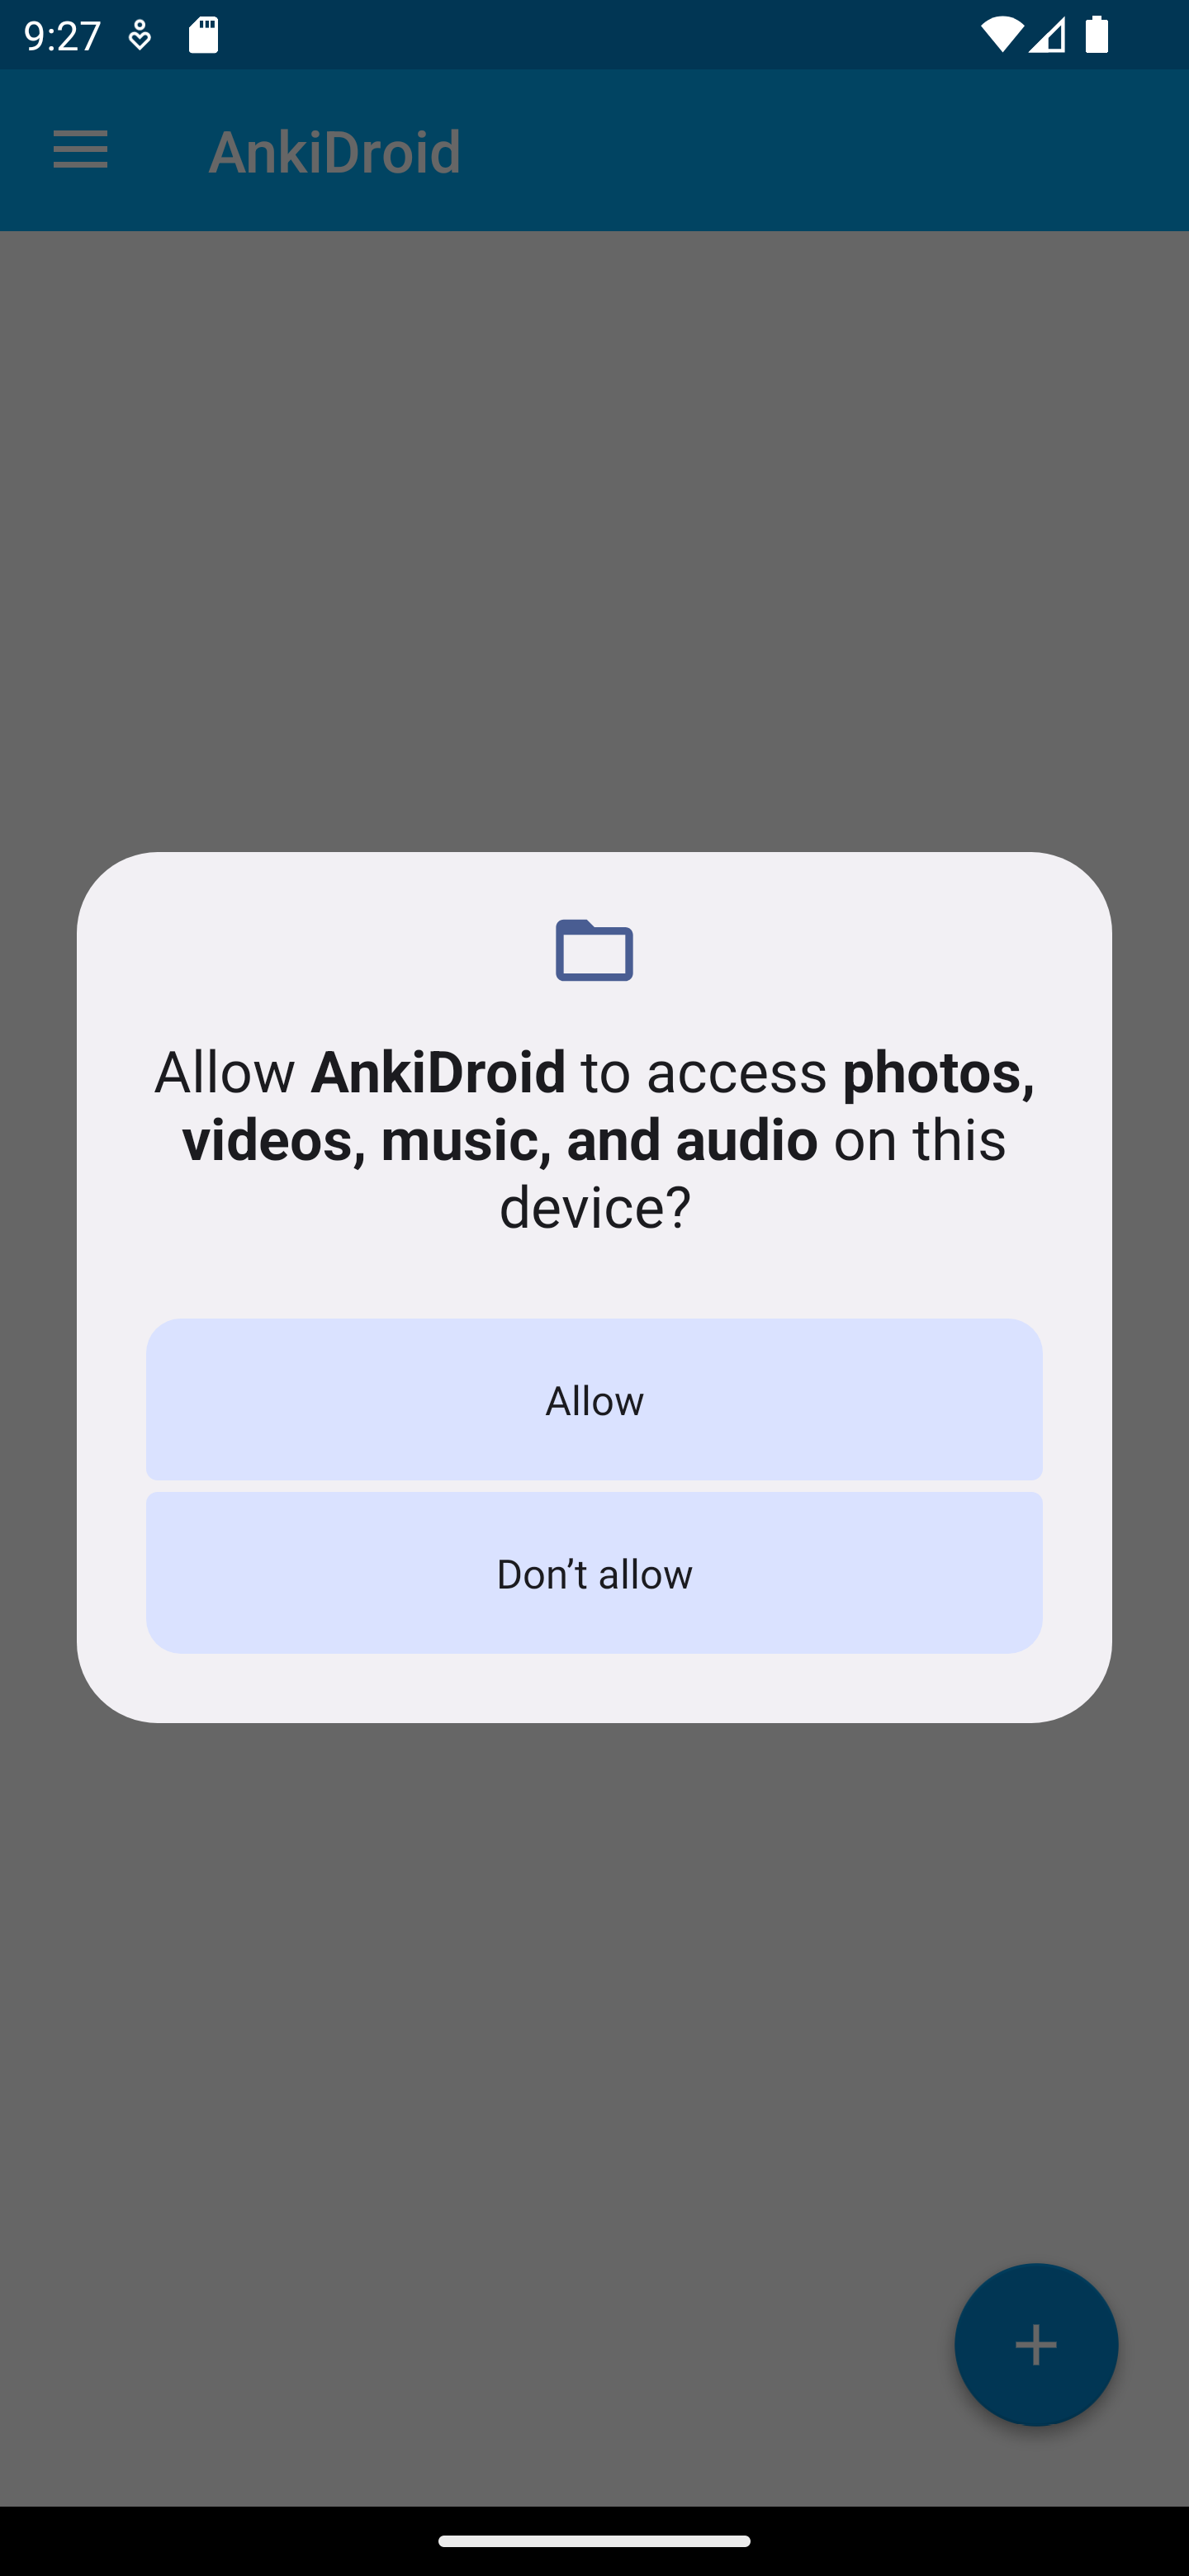 9:27
AnkiDroid
Allow AnkiDroid to access photos,
videos, music, and audio on this
device?
Allow
Don’t allow